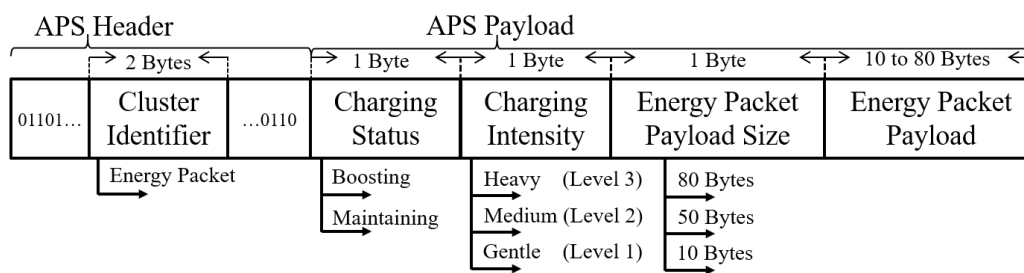 APS Header APS Payload
2 Bytes 1 Byte 1 Byte 1 Byte 10 to 80 Bytes
01101… Cluster Identifier …0110 Charging Status Charging Intensity Energy Packet Payload Size Energy Packet Payload
Energy Packet
Boosting
Maintaining
Heavy (Level 3)
Medium (Level 2)
Gentle (Level 1)
80 Bytes
50 Bytes
10 Bytes